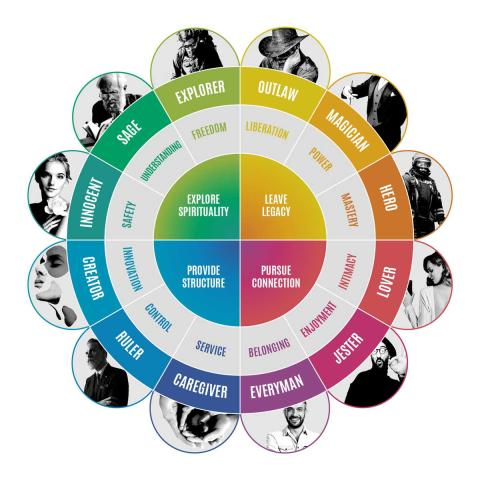 EXPLORER
OUTLAW
MAGICIAN
HERO
LOVER
JESTER
EVERYMAN
CAREGIVER
RULER
CREATOR
INNOCENT
SAGE
FREEDOM
LIBERATION
POWER
MASTERY
INTIMACY
ENJOYMENT
BELONGING
SERVICE
CONTROL
INNOVATION
SAFETY
UNDERSTANDING
EXPLORE
SPIRITUALITY
LEAVE
LEGACY
PROVIDE
STRUCTURE
PURSUE
CONNECTION